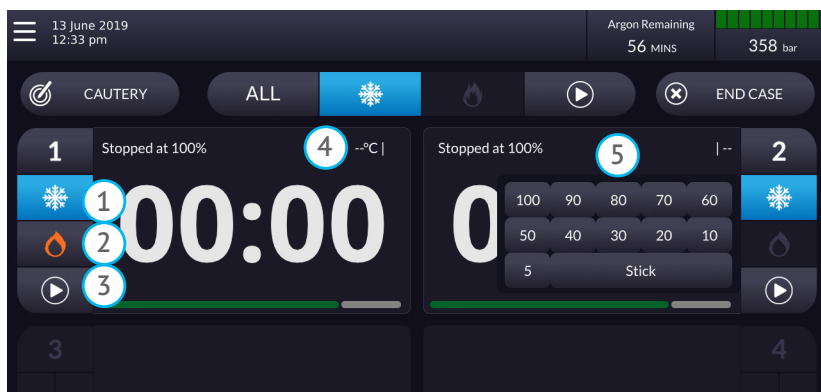 13 June 2019
12:33 pm
Argon Remaining
56 MINS
358 bar
CAUTERY
ALL
END CASE
1
Stopped at 100%
4
--°C |
1
2
3
00:00
Stopped at 100%
5
| --
2
0
100 90 80 70 60
50 40 30 20 10
5 Stick
3
4